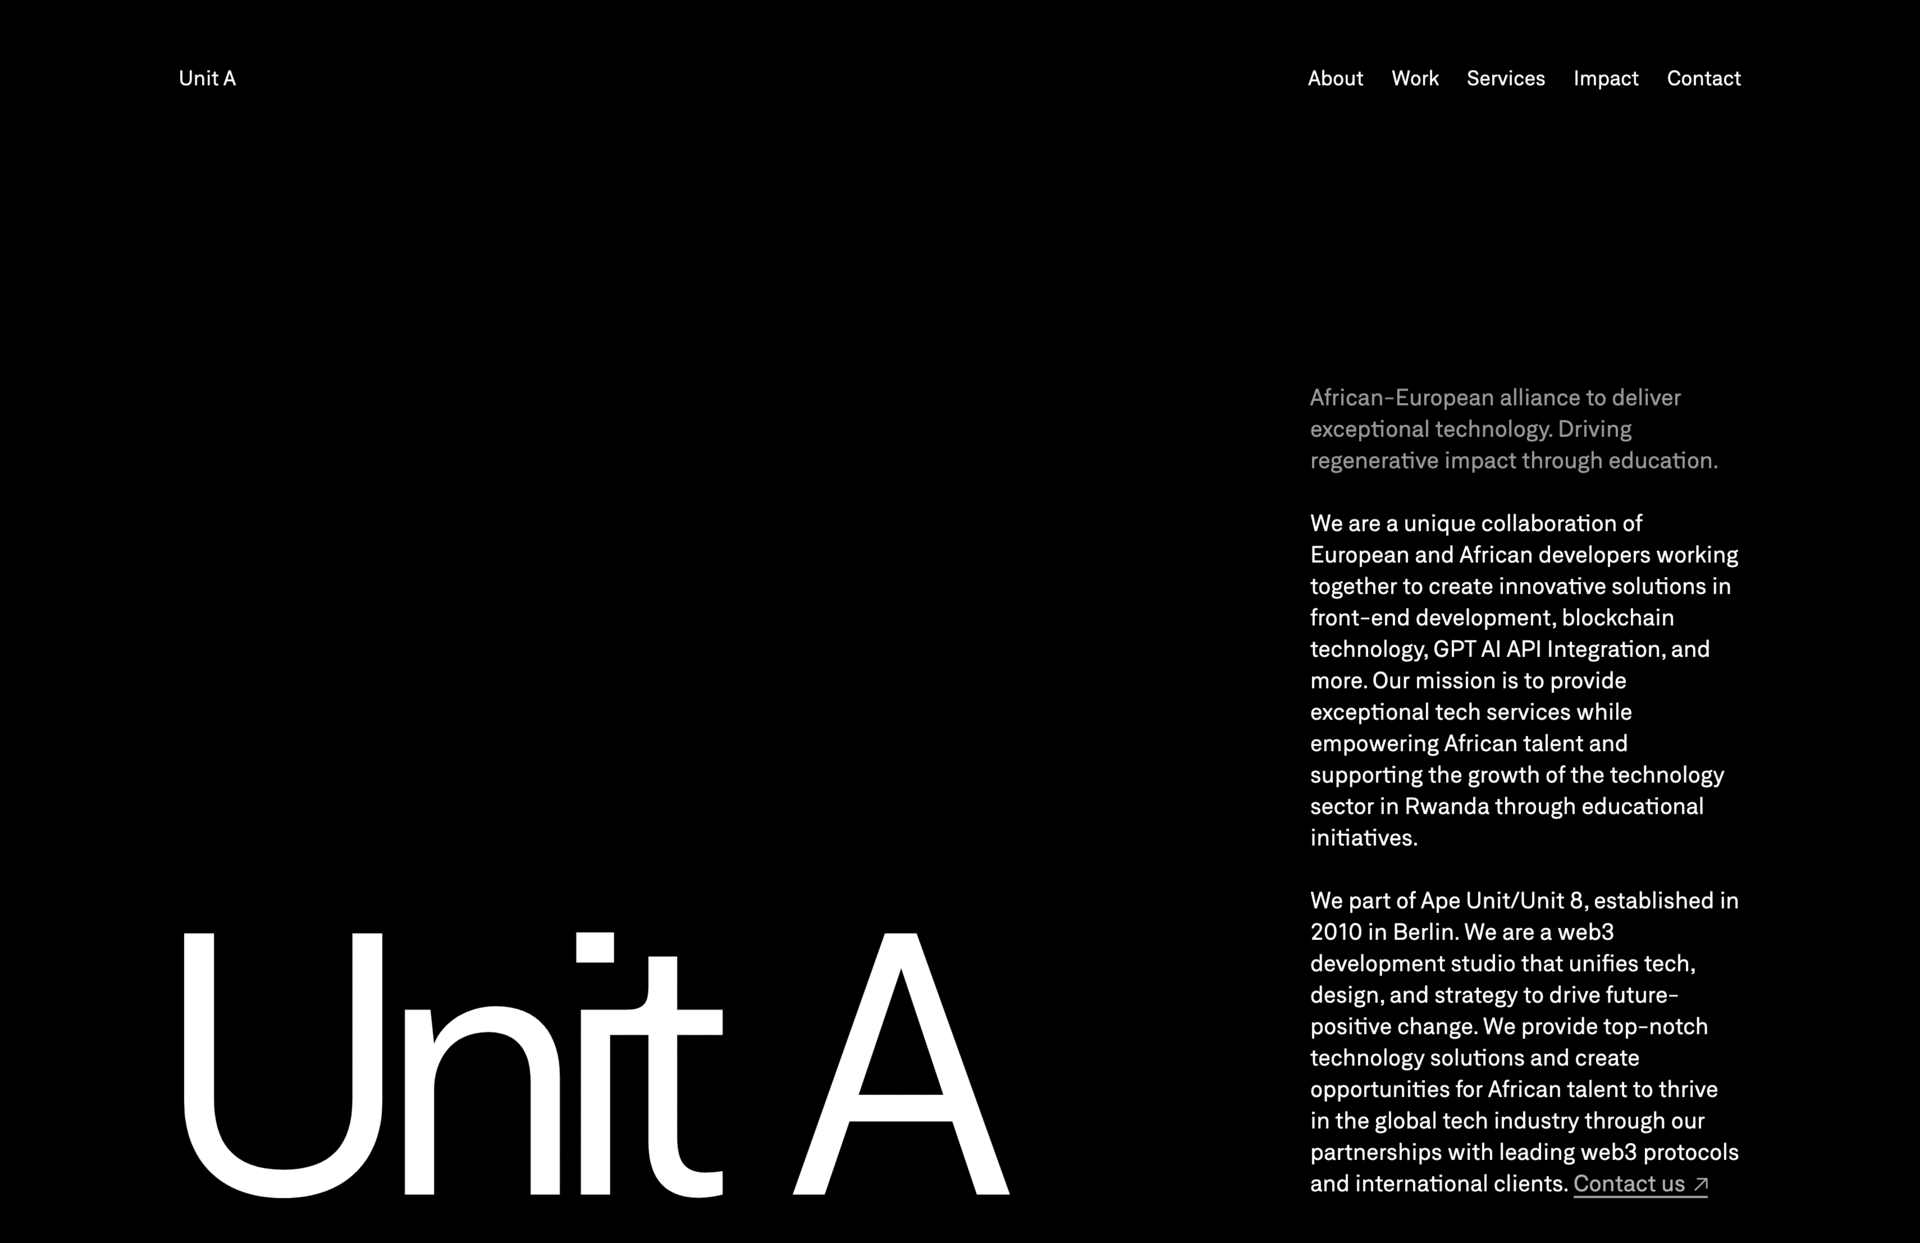 Unit A
About Work Services Impact Contact
African-European alliance to deliver
exceptional technology. Driving
regenerative impact through education.
We are a unique collaboration of
European and African developers working
together to create innovative solutions in
front-end development, blockchain
technology, GPT AI API Integration, and
more. Our mission is to provide
exceptional tech services while
empowering African talent and
supporting the growth of the technology
sector in Rwanda through educational
initiatives.
We part of Ape Unit/Unit 8, established in
2010 in Berlin. We are a web3
development studio that unifies tech,
design, and strategy to drive future-
positive change. We provide top-notch
technology solutions and create
opportunities for African talent to thrive
in the global tech industry through our
partnerships with leading web3 protocols
and international clients. Contact us ↗
Unit A